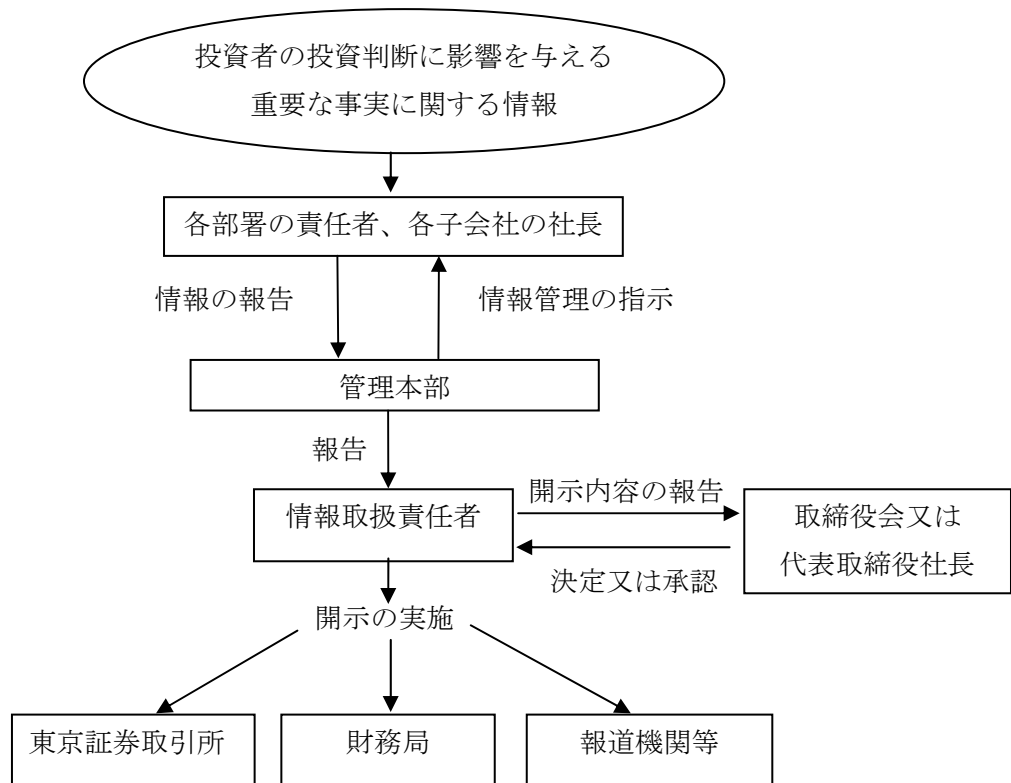 投資者の投資判断に影響を与える
重要な事実に関する情報
各部署の責任者、各子会社の社長
情報の報告
情報管理の指示
管理本部
報告
情報取扱責任者
開示内容の報告
取締役会又は
代表取締役社長
決定又は承認
開示の実施
東京証券取引所
財務局
報道機関等